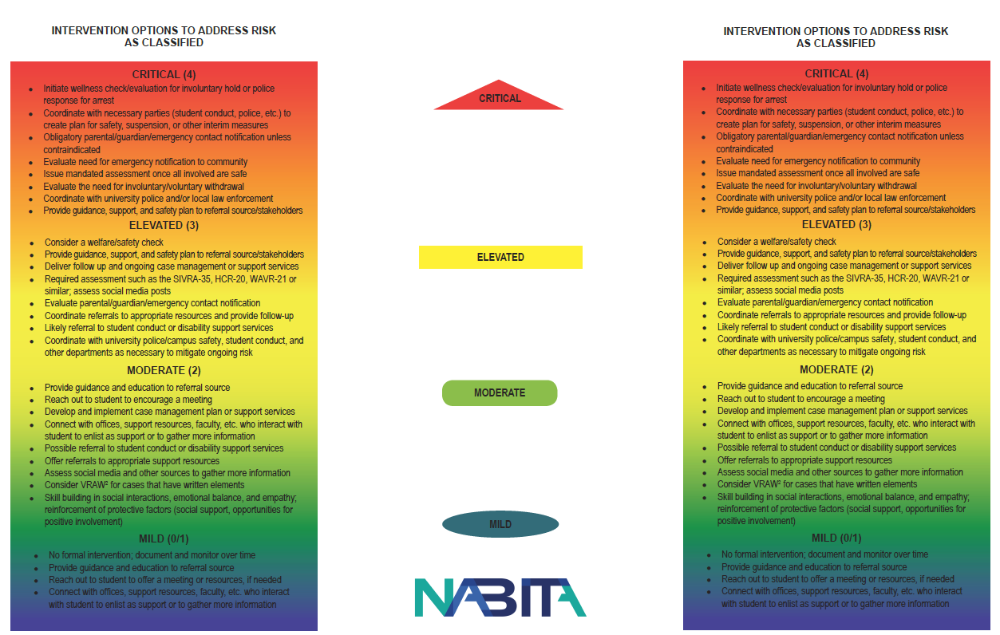 INTERVENTION OPTIONS TO ADDRESS RISK
AS CLASSIFIED
CRITICAL (4)
● Initiate wellness check/evaluation for involuntary hold or police
response for arrest
● Coordinate with necessary parties (student conduct, police, etc.) to
create plan for safety, suspension, or other interim measures
● Obligatory parental/guardian/emergency contact notification unless
contraindicated
● Evaluate need for emergency notification to community
● Issue mandated assessment once all involved are safe
● Evaluate the need for involuntary/voluntary withdrawal
● Coordinate with university police and/or local law enforcement
● Provide guidance, support, and safety plan to referral source/stakeholders
ELEVATED (3)
● Consider a welfare/safety check
● Provide guidance, support, and safety plan to referral source/stakeholders
● Deliver follow up and ongoing case management or support services
● Required assessment such as the SIVRA-35, HCR-20, WAVR-21 or
similar; assess social media posts
● Evaluate parental/guardian/emergency contact notification
● Coordinate referrals to appropriate resources and provide follow-up
● Likely referral to student conduct or disability support services
● Coordinate with university police/campus safety, student conduct, and
other departments as necessary to mitigate ongoing risk
MODERATE (2)
● Provide guidance and education to referral source
● Reach out to student to encourage a meeting
● Develop and implement case management plan or support services
● Connect with offices, support resources, faculty, etc. who interact with
student to enlist as support or to gather more information
● Possible referral to student conduct or disability support services
● Offer referrals to appropriate support resources
● Assess social media and other sources to gather more information
● Consider VRAW² for cases that have written elements
● Skill building in social interactions, emotional balance, and empathy;
reinforcement of protective factors (social support, opportunities for
positive involvement)
MILD (0/1)
● No formal intervention; document and monitor over time
● Provide guidance and education to referral source
● Reach out to student to offer a meeting or resources, if needed
● Connect with offices, support resources, faculty, etc. who interact
with student to enlist as support or to gather more information
CRITICAL
ELEVATED
MODERATE
MILD
NABITA
INTERVENTION OPTIONS TO ADDRESS RISK
AS CLASSIFIED
CRITICAL (4)
● Initiate wellness check/evaluation for involuntary hold or police
response for arrest
● Coordinate with necessary parties (student conduct, police, etc.) to
create plan for safety, suspension, or other interim measures
● Obligatory parental/guardian/emergency contact notification unless
contraindicated
● Evaluate need for emergency notification to community
● Issue mandated assessment once all involved are safe
● Evaluate the need for involuntary/voluntary withdrawal
● Coordinate with university police and/or local law enforcement
● Provide guidance, support, and safety plan to referral source/stakeholders
ELEVATED (3)
● Consider a welfare/safety check
● Provide guidance, support, and safety plan to referral source/stakeholders
● Deliver follow up and ongoing case management or support services
● Required assessment such as the SIVRA-35, HCR-20, WAVR-21 or
similar; assess social media posts
● Evaluate parental/guardian/emergency contact notification
● Coordinate referrals to appropriate resources and provide follow-up
● Likely referral to student conduct or disability support services
● Coordinate with university police/campus safety, student conduct, and
other departments as necessary to mitigate ongoing risk
MODERATE (2)
● Provide guidance and education to referral source
● Reach out to student to encourage a meeting
● Develop and implement case management plan or support services
● Connect with offices, support resources, faculty, etc. who interact with
student to enlist as support or to gather more information
● Possible referral to student conduct or disability support services
● Offer referrals to appropriate support resources
● Assess social media and other sources to gather more information
● Consider VRAW² for cases that have written elements
● Skill building in social interactions, emotional balance, and empathy;
reinforcement of protective factors (social support, opportunities for
positive involvement)
MILD (0/1)
● No formal intervention; document and monitor over time
● Provide guidance and education to referral source
● Reach out to student to offer a meeting or resources, if needed
● Connect with offices, support resources, faculty, etc. who interact
with student to enlist as support or to gather more information